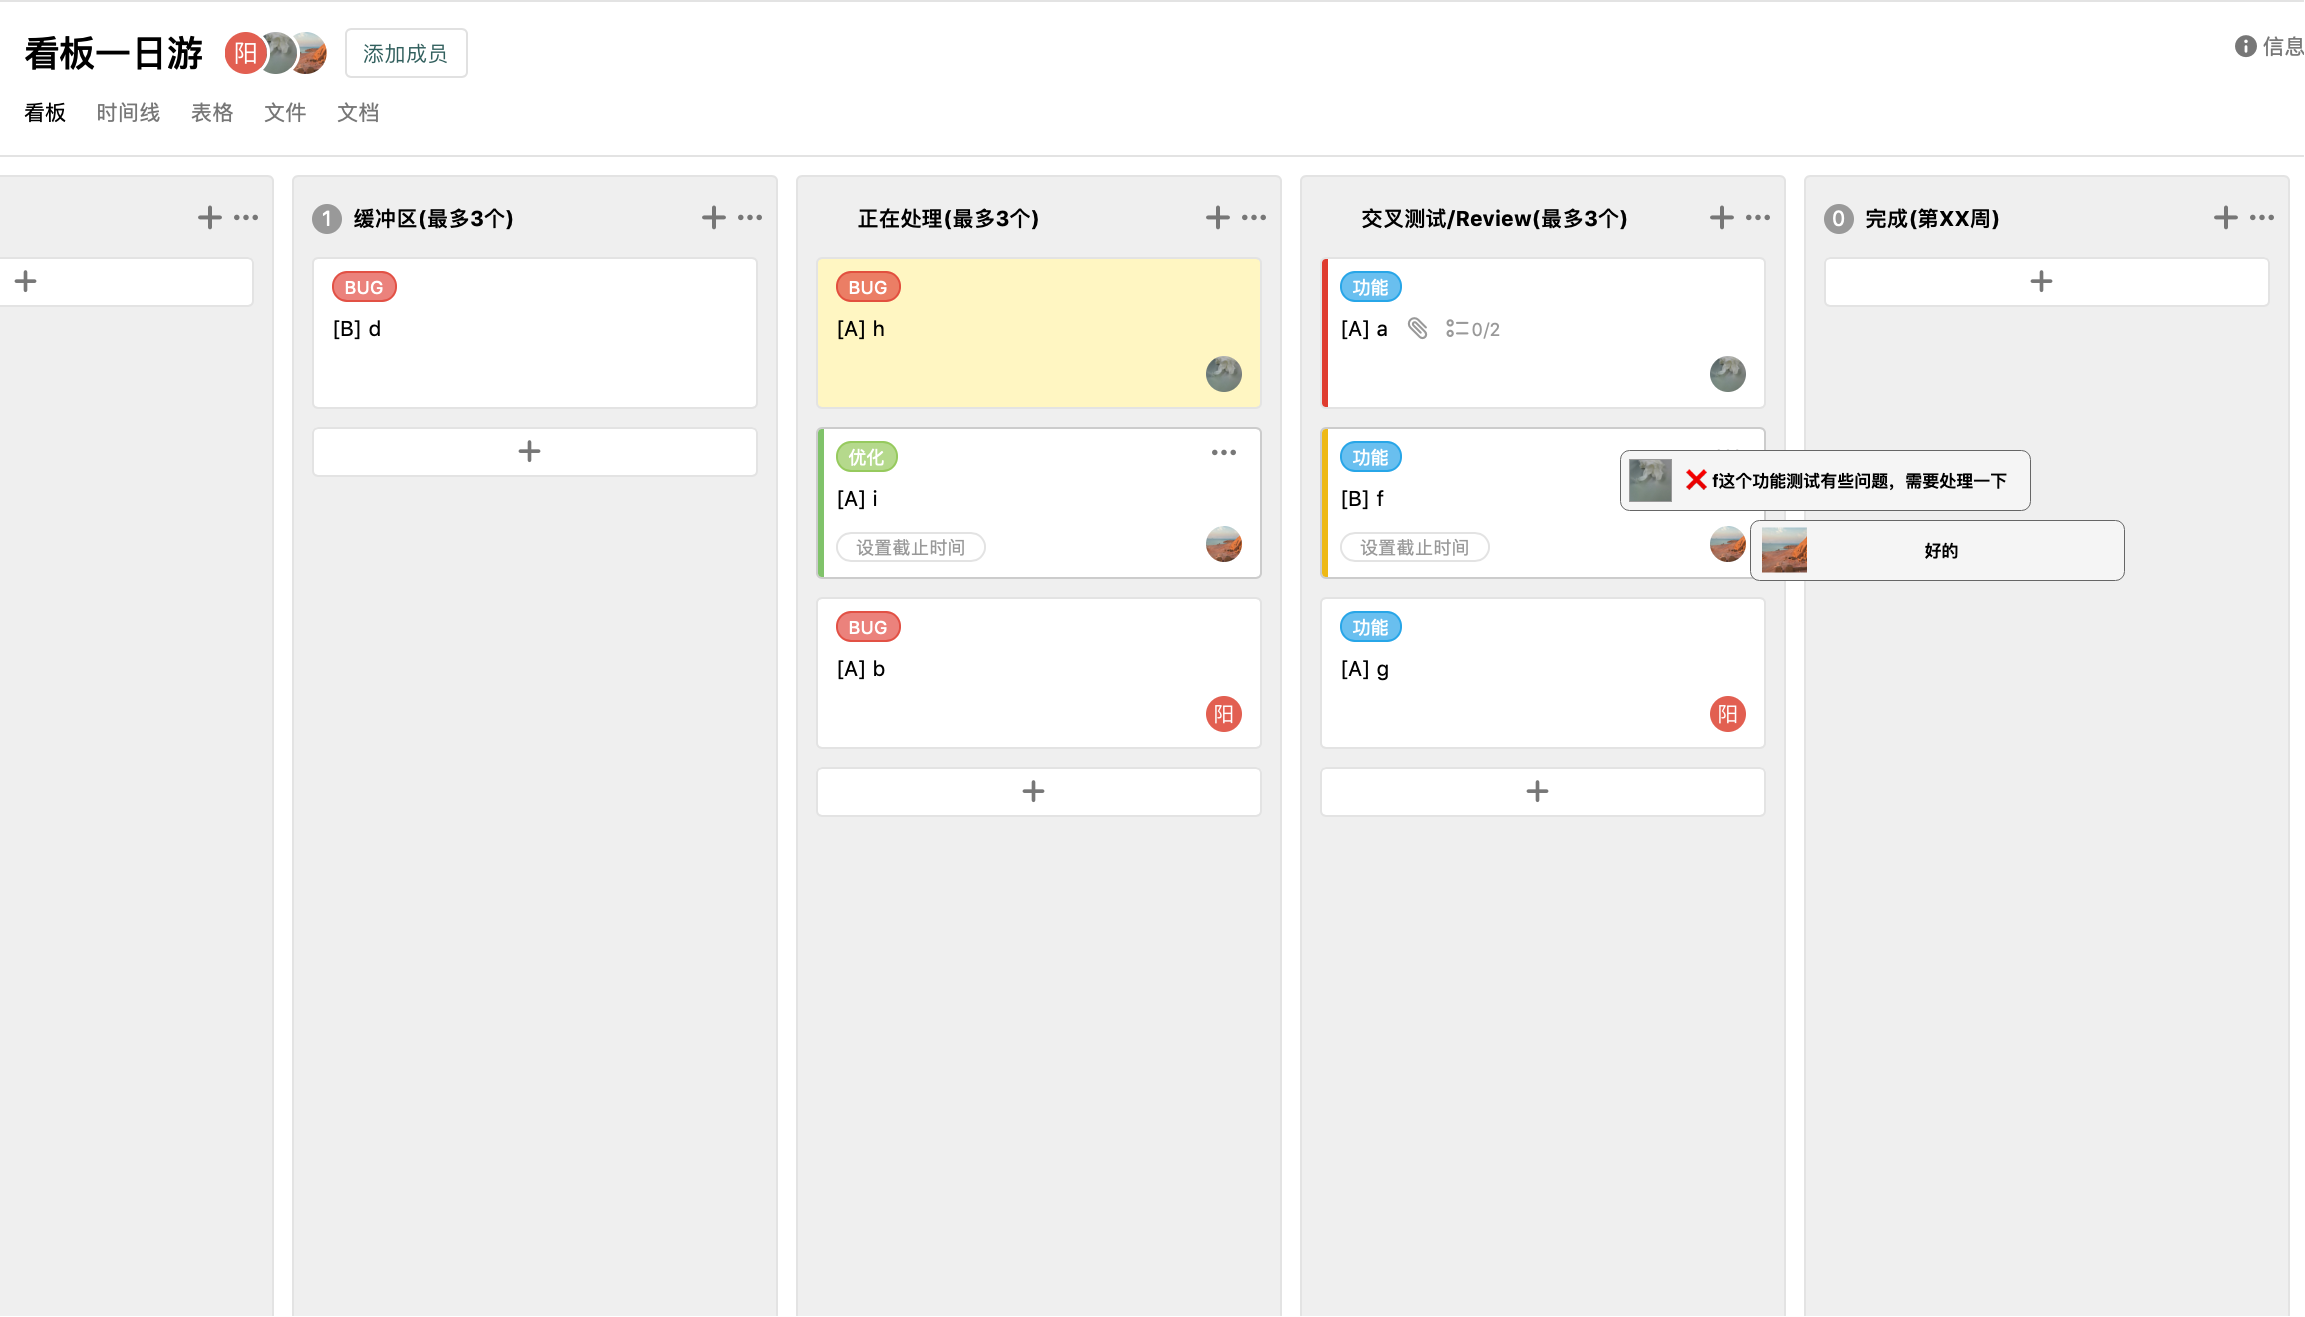 看板一日游
阳
添加成员
信息
看板 时间线 表格 文件 文档
1 缓冲区(最多3个)
BUG
[B] d
正在处理(最多3个)
BUG
[A] h
优化
[A] i
设置截止时间
BUG
[A] b
阳
交叉测试/Review(最多3个)
功能
[A] a 0/2
功能
[B] f
设置截止时间
❌f这个功能测试有些问题，需要处理一下
好的
功能
[A] g
阳
0 完成(第XX周)